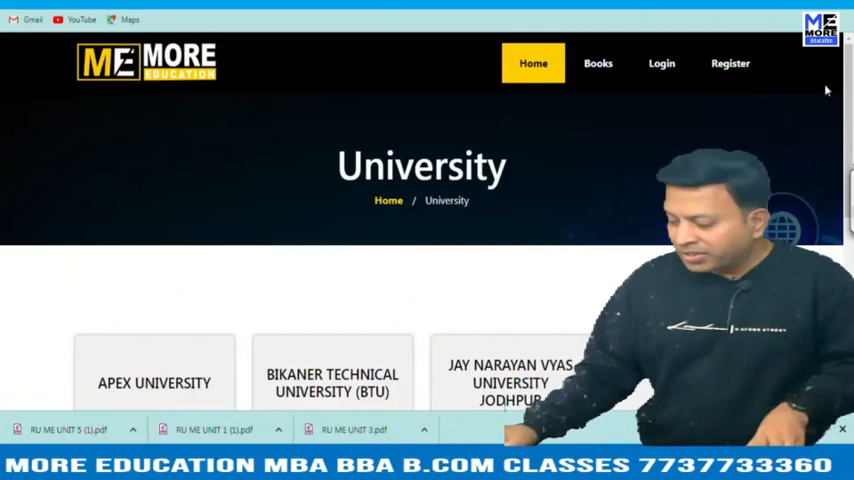 Gmail YouTube Maps
ME MORE EDUCATION
ME MORE Education
Home Books Login Register
University
Home / University
APEX UNIVERSITY
BIKANER TECHNICAL UNIVERSITY (BTU)
JAY NARAYAN VYAS UNIVERSITY JODHPUR
RU ME UNIT 5 (1).pdf RU ME UNIT 1 (1).pdf RU ME UNIT 3.pdf
MORE EDUCATION MBA BBA B.COM CLASSES 7737733360